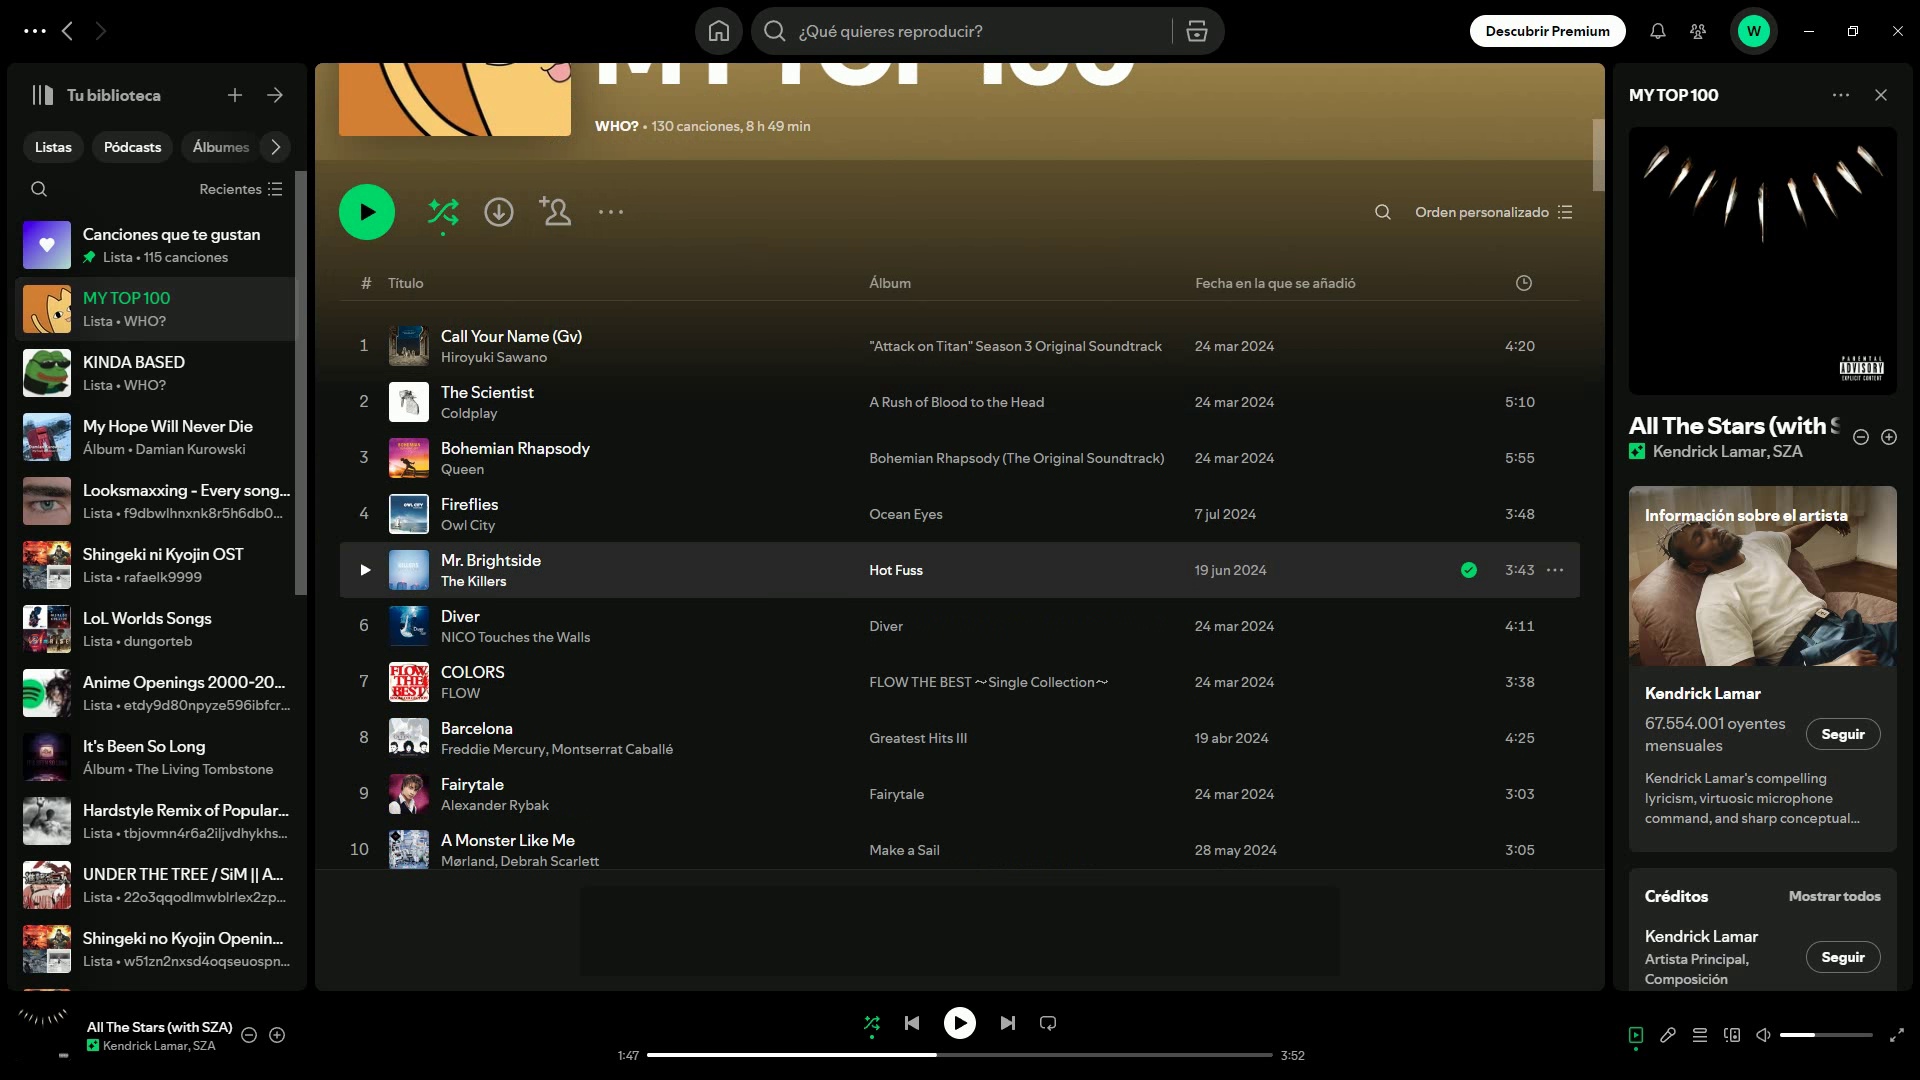 ¿Qué quieres reproducir?
Descubrir Premium
W
Tu biblioteca
Listas
Pódcasts
Álbumes
Recientes
Canciones que te gustan
Lista • 115 canciones
MY TOP 100
Lista • WHO?
KINDA BASED
Lista • WHO?
My Hope Will Never Die
Álbum • Damian Kurowski
Looksmaxxing - Every song...
Lista • f9dbwlhnxnk8r5h6db0...
Shingeki ni Kyojin OST
Lista • rafaelk9999
LoL Worlds Songs
Lista • dungorteb
Anime Openings 2000-20...
Lista • etdy9d80npyze596ibfcr...
It's Been So Long
Álbum • The Living Tombstone
Hardstyle Remix of Popular...
Lista • tbjovmn4r6a2iljvdhykhs...
UNDER THE TREE / SiM || A...
Lista • 22o3qqodlmwblrlex2zp...
Shingeki no Kyojin Openin...
Lista • w51zn2nxsd4oqseuospn...
MY TOP 100
WHO? • 130 canciones, 8 h 49 min
Orden personalizado
# Título Álbum Fecha en la que se añadió
1 Call Your Name (Gv) "Attack on Titan" Season 3 Original Soundtrack 24 mar 2024 4:20
Hiroyuki Sawano
2 The Scientist A Rush of Blood to the Head 24 mar 2024 5:10
Coldplay
3 Bohemian Rhapsody Bohemian Rhapsody (The Original Soundtrack) 24 mar 2024 5:55
Queen
4 Fireflies Ocean Eyes 7 jul 2024 3:48
Owl City
Mr. Brightside Hot Fuss 19 jun 2024 3:43
The Killers
6 Diver Diver 24 mar 2024 4:11
NICO Touches the Walls
7 COLORS FLOW THE BEST ～Single Collection～ 24 mar 2024 3:38
FLOW
FLOW
THE
BEST
8 Barcelona Greatest Hits III 19 abr 2024 4:25
Freddie Mercury, Montserrat Caballé
9 Fairytale Fairytale 24 mar 2024 3:03
Alexander Rybak
10 A Monster Like Me Make a Sail 28 may 2024 3:05
Mørland, Debrah Scarlett
MY TOP 100
PARENTAL
ADVISORY
EXPLICIT CONTENT
All The Stars (with S
Kendrick Lamar, SZA
Información sobre el artista
Kendrick Lamar
67.554.001 oyentes
mensuales
Seguir
Kendrick Lamar's compelling
lyricism, virtuosic microphone
command, and sharp conceptual...
Créditos
Mostrar todos
Kendrick Lamar
Artista Principal,
Composición
Seguir
All The Stars (with SZA)
Kendrick Lamar, SZA
1:47
3:52